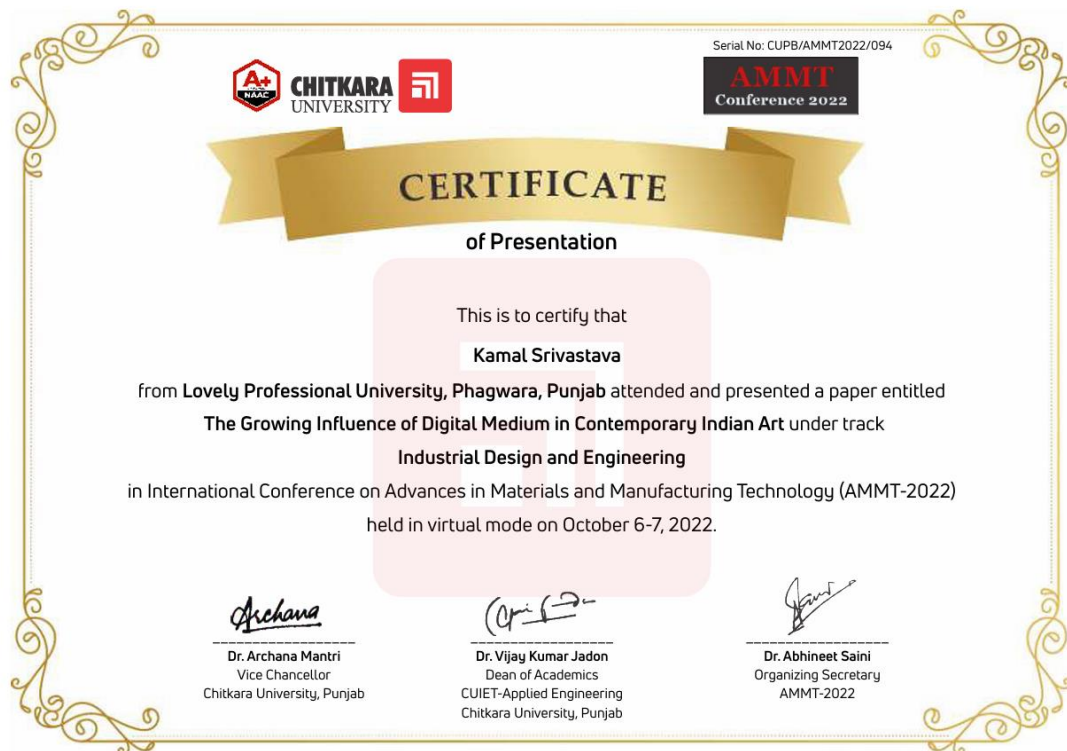 Serial No: CUPB/AMMT2022/094
A+
NAAC
CHITKARA
UNIVERSITY
AMMT
Conference 2022
CERTIFICATE
of Presentation
This is to certify that
Kamal Srivastava
from Lovely Professional University, Phagwara, Punjab attended and presented a paper entitled
The Growing Influence of Digital Medium in Contemporary Indian Art under track
Industrial Design and Engineering
in International Conference on Advances in Materials and Manufacturing Technology (AMMT-2022)
held in virtual mode on October 6-7, 2022.
Archana
Dr. Archana Mantri
Vice Chancellor
Chitkara University, Punjab
Dr. Vijay Kumar Jadon
Dean of Academics
CUIET-Applied Engineering
Chitkara University, Punjab
Dr. Abhineet Saini
Organizing Secretary
AMMT-2022